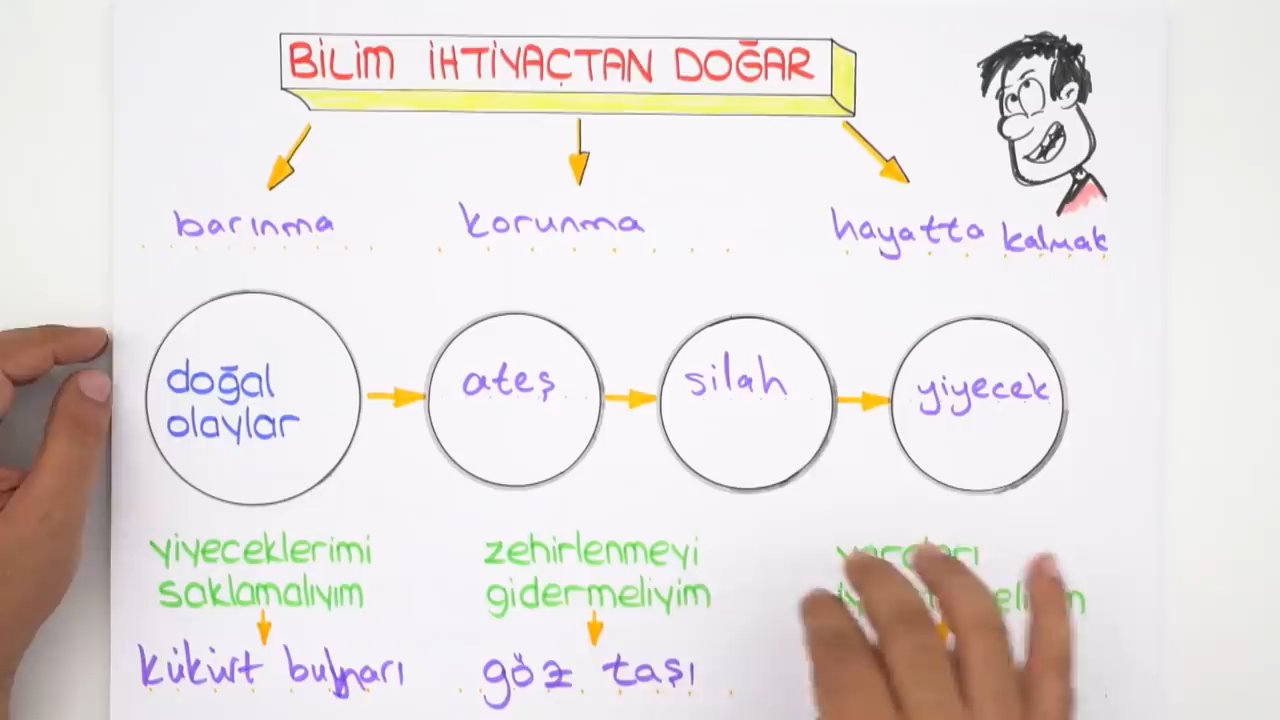 BİLİM İHTİYAÇTAN DOĞAR
barınma
korunma
hayatta kalmak
doğal
olaylar
ateş
silah
yiyecek
yiyeceklerimi
saklamalıyım
zehirlenmeyi
gidermeliyim
kükürt buharı
göz taşı